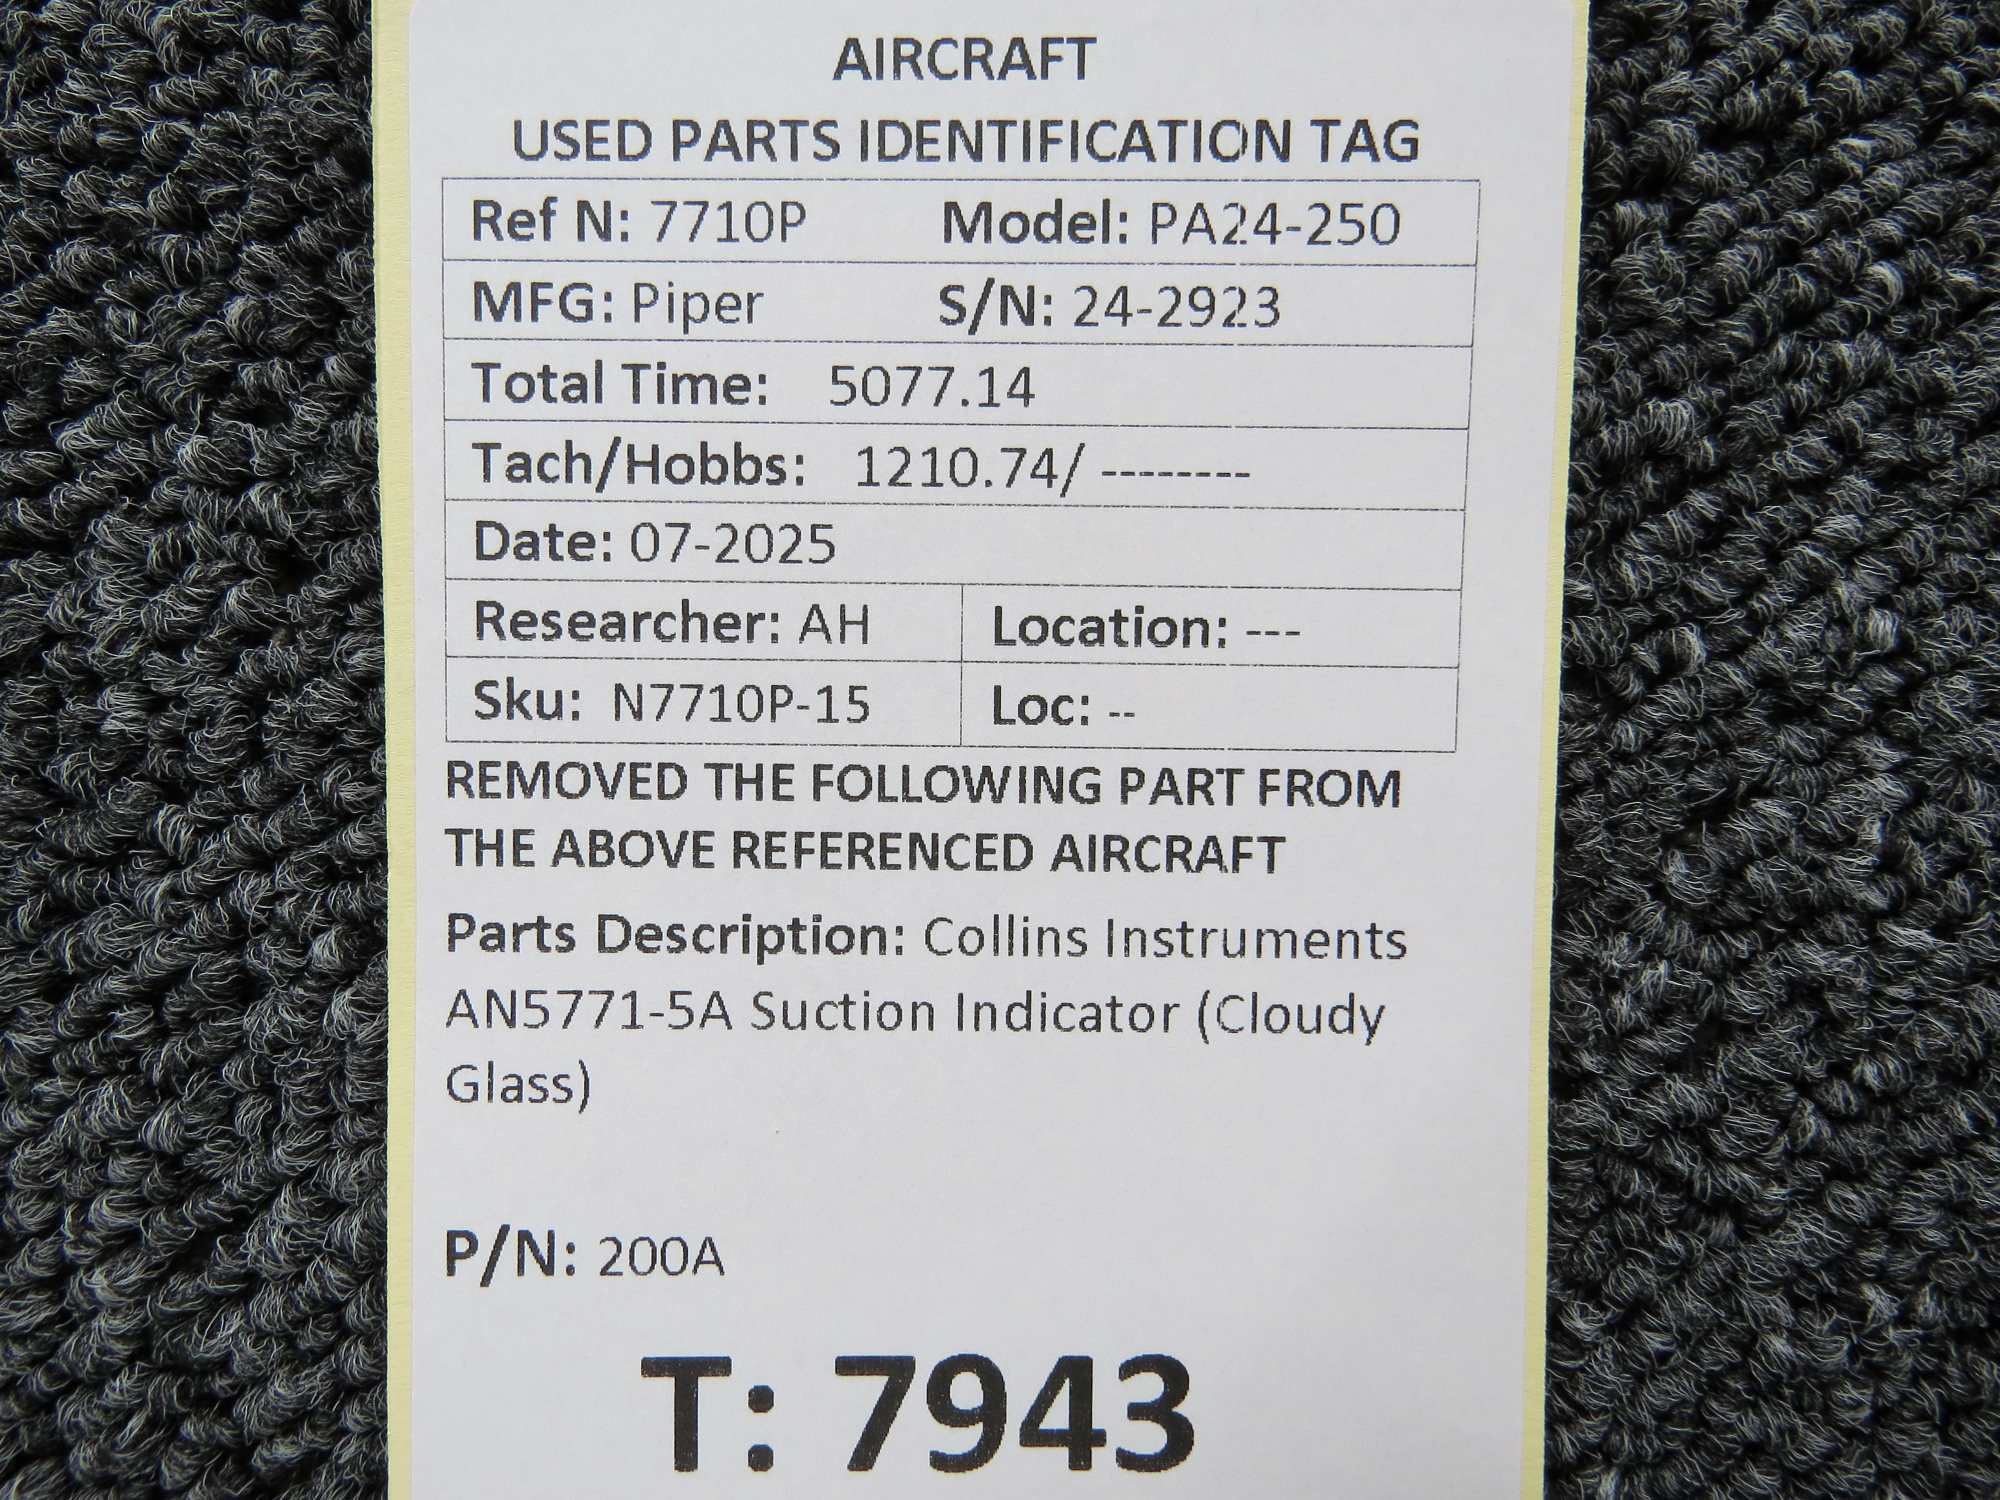 AIRCRAFT
USED PARTS IDENTIFICATION TAG
Ref N: 7710P Model: PA24-250
MFG: Piper S/N: 24-2923
Total Time: 5077.14
Tach/Hobbs: 1210.74/ --------
Date: 07-2025
Researcher: AH Location: ---
Sku: N7710P-15 Loc: --
REMOVED THE FOLLOWING PART FROM
THE ABOVE REFERENCED AIRCRAFT
Parts Description: Collins Instruments
AN5771-5A Suction Indicator (Cloudy
Glass)
P/N: 200A
T: 7943